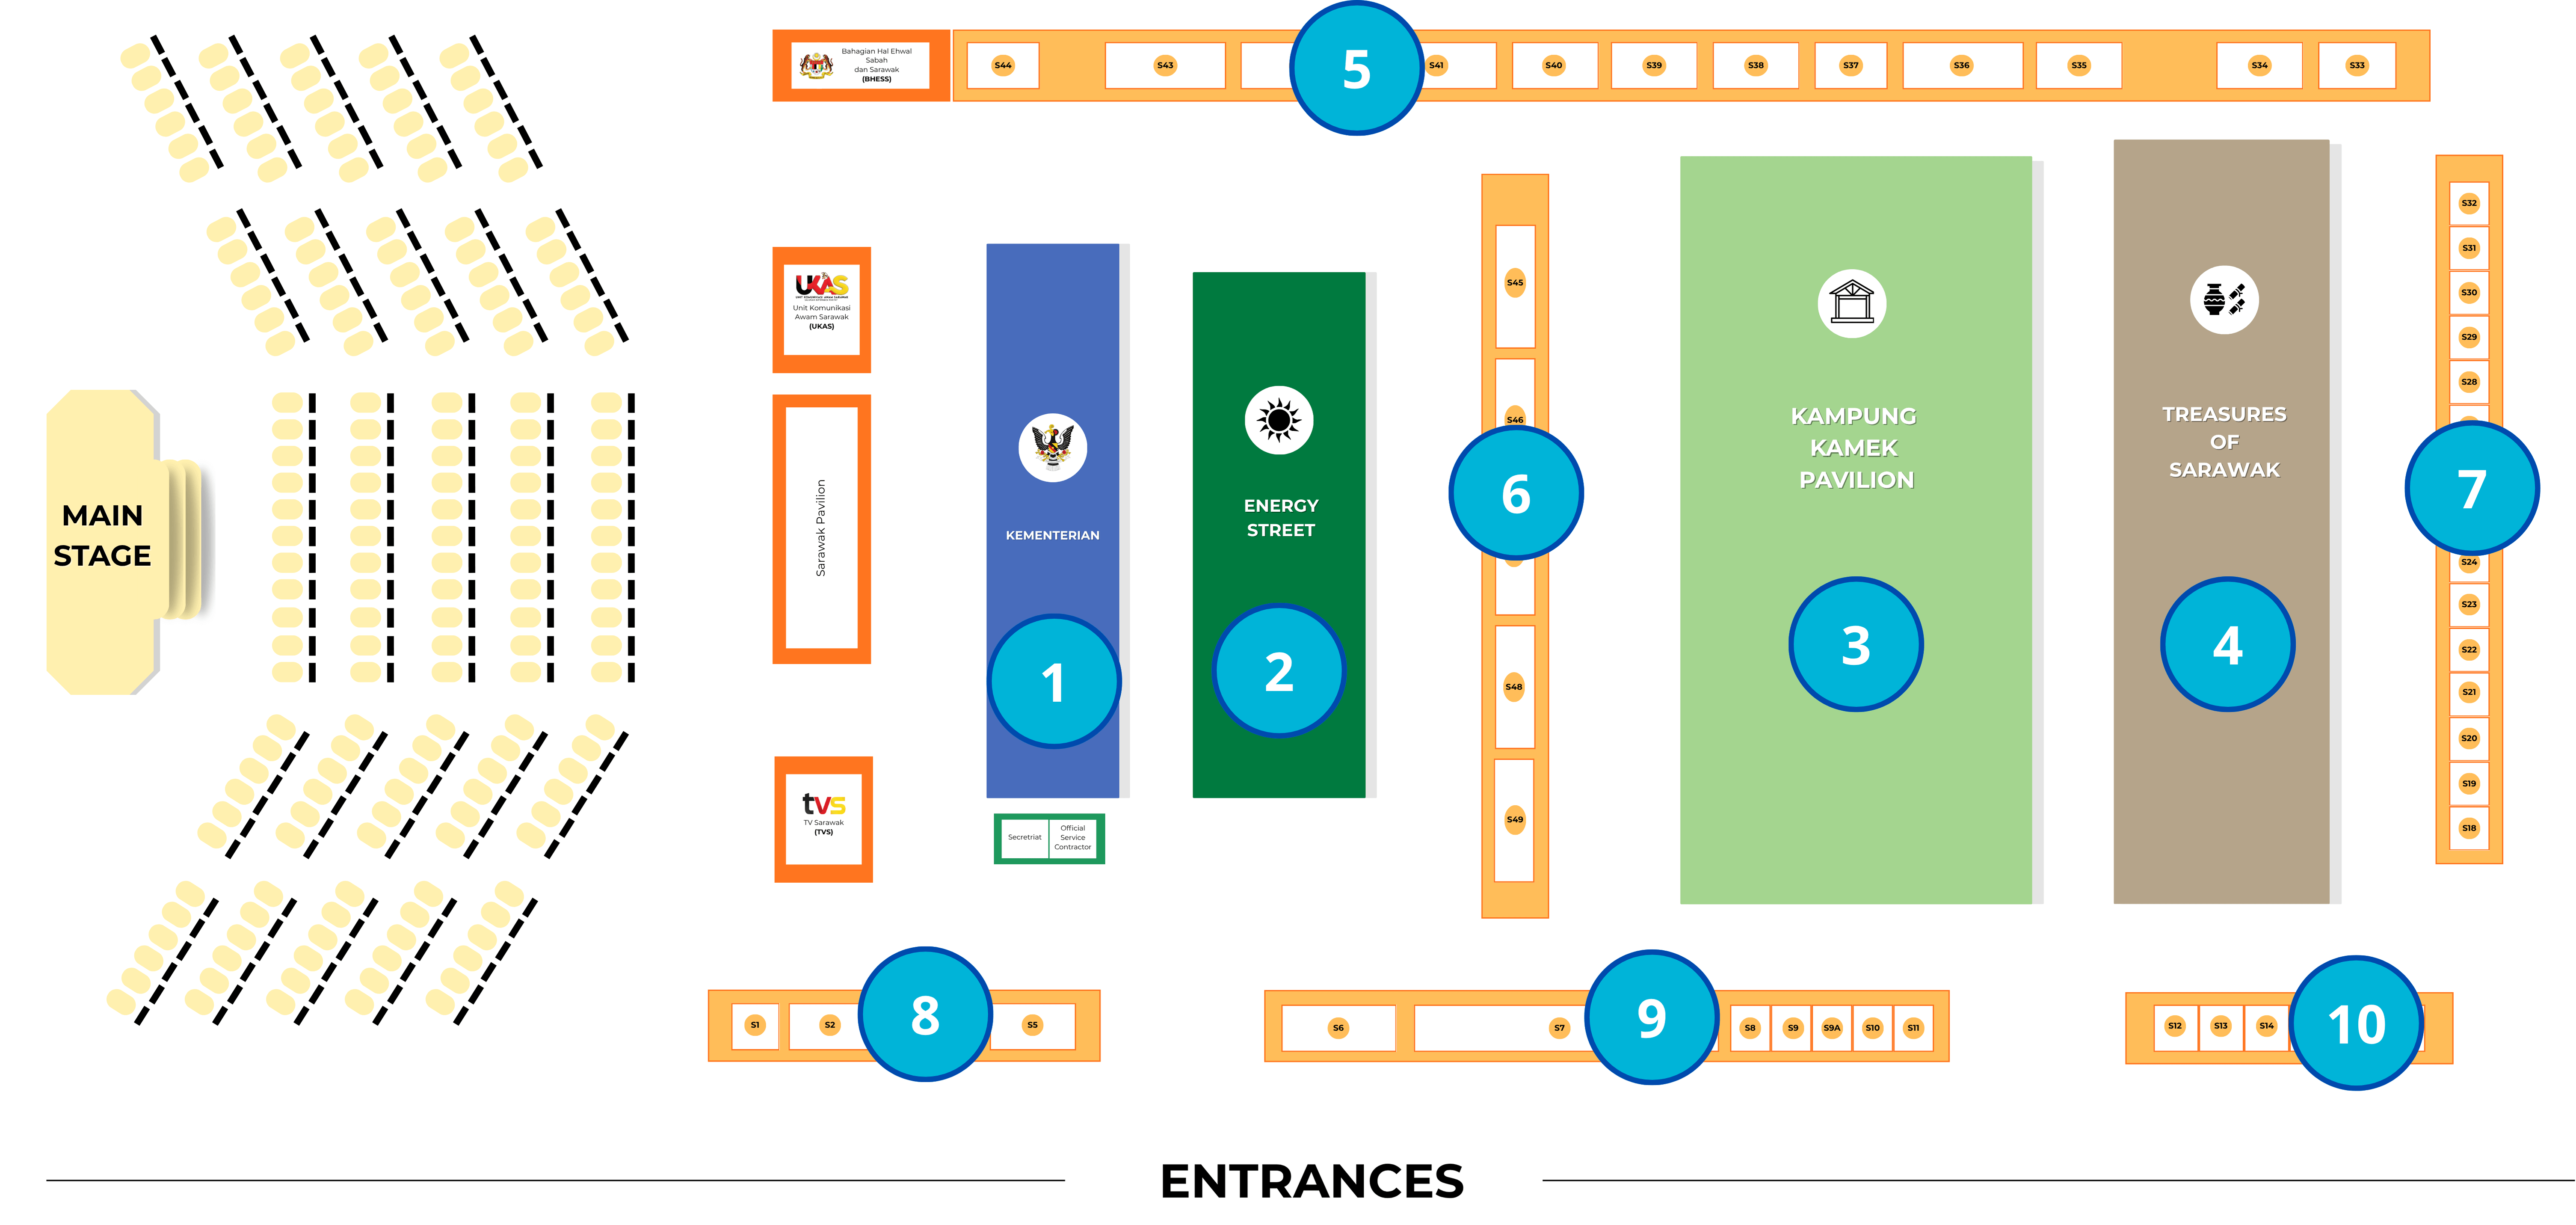 Bahagian Hal Ehwal
Sabah
dan Sarawak
(BHESS)
S44
S43
5
S41
S40
S39
S38
S37
S36
S35
S34
S33
UKAS
Unit Komunikasi
Awam Sarawak
(UKAS)
Sarawak Pavilion
tvs
TV Sarawak
(TVS)
MAIN
STAGE
KEMENTERIAN
1
Secretriat
Official
Service
Contractor
ENERGY
STREET
2
S45
S46
6
S48
S49
KAMPUNG
KAMEK
PAVILION
3
TREASURES
OF
SARAWAK
4
S32
S31
S30
S29
S28
7
S24
S23
S22
S21
S20
S19
S18
S1
S2
8
S5
S6
S7
9
S8
S9
S9A
S10
S11
S12
S13
S14
10
ENTRANCES